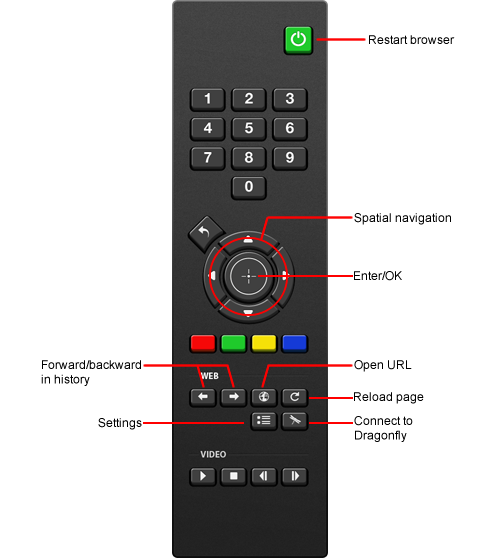 Restart browser
1 2 3
4 5 6
7 8 9
0
Spatial navigation
Enter/OK
Forward/backward
in history
Open URL
WEB
Reload page
Settings
Connect to
Dragonfly
VIDEO